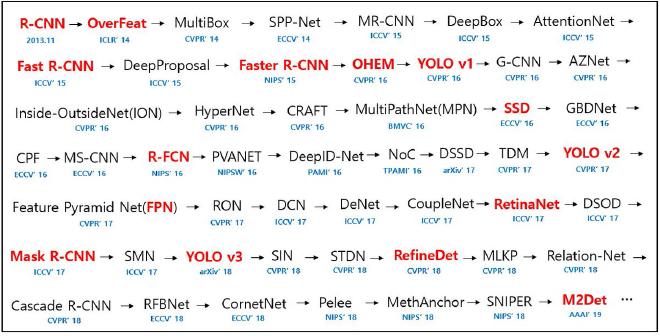 R-CNN → OverFeat → MultiBox → SPP-Net → MR-CNN → DeepBox → AttentionNet →
2013.11 ICLR' 14 CVPR' 14 ECCV' 14 ICCV' 15 ICCV' 15 ICCV' 15
Fast R-CNN → DeepProposal → Faster R-CNN → OHEM → YOLO v1 → G-CNN → AZNet →
ICCV' 15 ICCV' 15 NIPS' 15 CVPR' 16 CVPR' 16 CVPR' 16 CVPR' 16
Inside-OutsideNet(ION) → HyperNet → CRAFT → MultiPathNet(MPN) → SSD → GBDNet →
CVPR' 16 CVPR' 16 CVPR' 16 BMVC' 16 ECCV' 16 ECCV' 16
CPF → MS-CNN → R-FCN → PVANET → DeepID-Net → NoC → DSSD → TDM → YOLO v2 →
ECCV' 16 ECCV' 16 NIPS' 16 NIPSW' 16 PAMI' 16 TPAMI' 16 arXiv' 17 CVPR' 17 CVPR' 17
Feature Pyramid Net(FPN) → RON → DCN → DeNet → CoupleNet → RetinaNet → DSOD →
CVPR' 17 CVPR' 17 ICCV' 17 ICCV' 17 ICCV' 17 ICCV' 17 ICCV' 17
Mask R-CNN → SMN → YOLO v3 → SIN → STDN → RefineDet → MLKP → Relation-Net →
ICCV' 17 ICCV' 17 arXiv' 18 CVPR' 18 CVPR' 18 CVPR' 18 CVPR' 18 CVPR' 18
Cascade R-CNN → RFBNet → CornetNet → Pelee → MethAnchor → SNIPER → M2Det ⋯
CVPR' 18 ECCV' 18 ECCV' 18 NIPS' 18 NIPS' 18 NIPS' 18 AAAI' 19